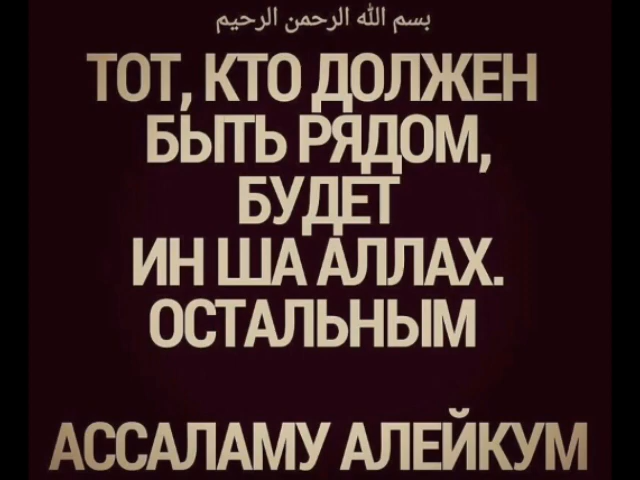 بسم الله الرحمن الرحيم
ТОТ, КТО ДОЛЖЕН
БЫТЬ РЯДОМ,
БУДЕТ
ИН ША АЛЛАХ.
ОСТАЛЬНЫМ
АССАЛАМУ АЛЕЙКУМ